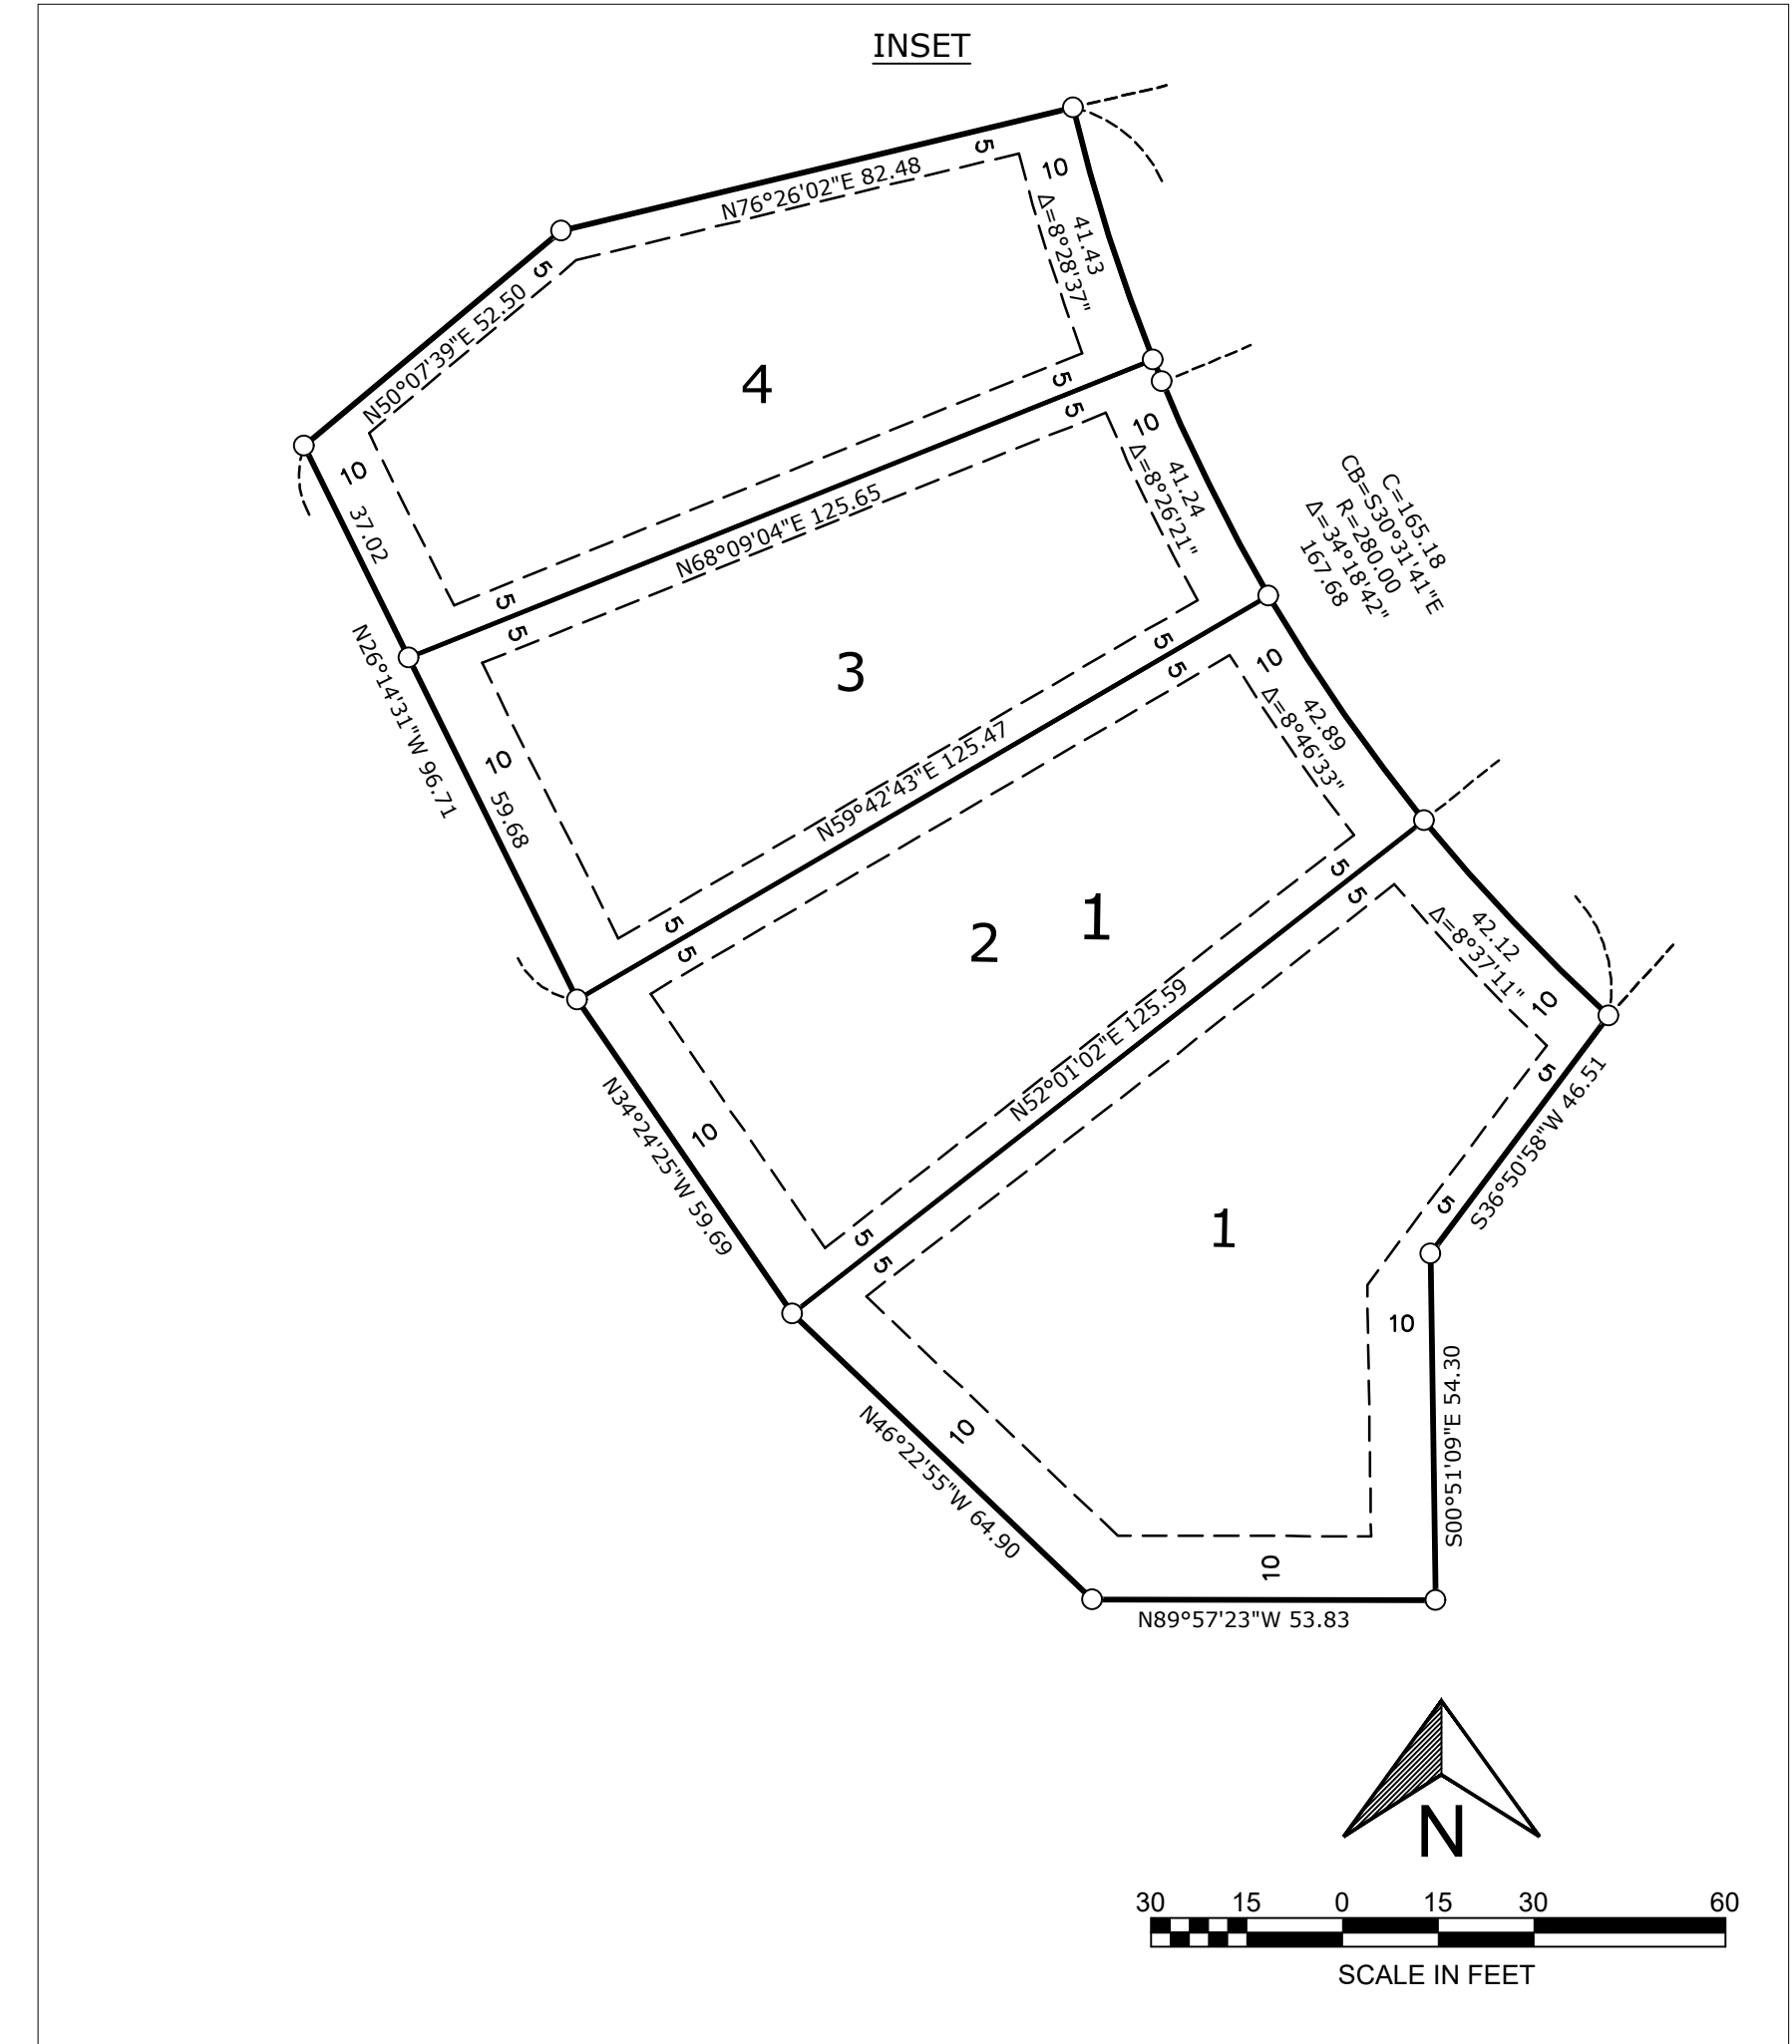 INSET
5
10
N76°26'02"E 82.48
41.43
Δ=8°28'37"
5
N50°07'39"E 52.50
4
5
5
10
10
37.02
41.24
Δ=8°26'21"
C=165.18
CB=S30°31'41"E
R=280.00
Δ=34°18'42"
167.68
N68°09'04"E 125.65
5
5
N26°14'31"W 96.71
3
5
5
10
42.89
Δ=8°46'33"
10
59.68
N59°42'43"E 125.47
5
5
5
5
2
1
42.12
Δ=8°37'11"
10
N52°01'02"E 125.59
5
S36°50'58"W 46.51
10
N34°24'25"W 59.69
5
5
5
1
10
S00°51'09"E 54.30
10
N46°22'55"W 64.90
10
N89°57'23"W 53.83
N
30 15 0 15 30 60
SCALE IN FEET